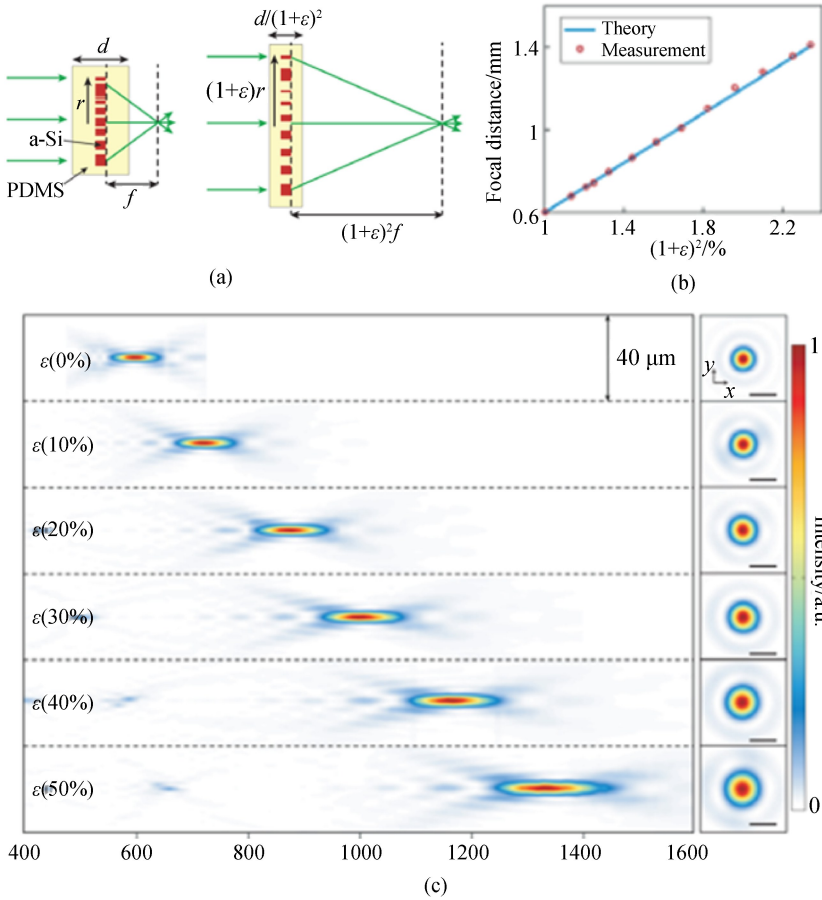 d
r
a-Si
PDMS
f
d/(1+ε)²
(1+ε)r
(1+ε)²f
(a)
Focal distance/mm
Theory
Measurement
1.4
1
0.6
1
1.4
1.8
2.2
(1+ε)²/%
(b)
ε(0%)
40 μm
ε(10%)
ε(20%)
ε(30%)
ε(40%)
ε(50%)
400
600
800
1000
1200
1400
1600
y
x
1
Intensity/a.u.
0
(c)